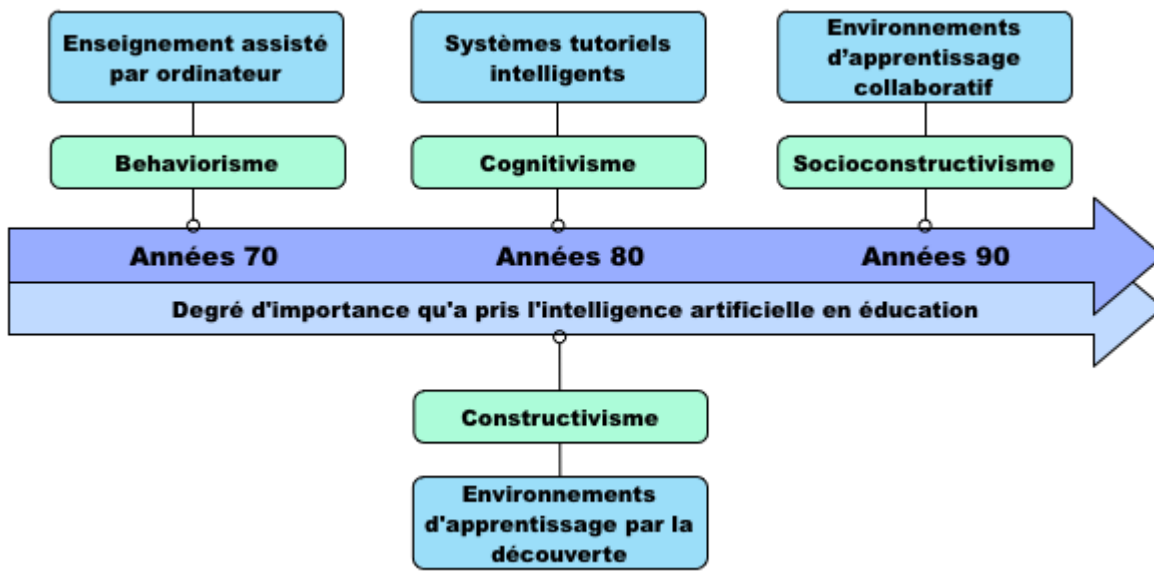 Enseignement assisté
par ordinateur
Systèmes tutoriels
intelligents
Environnements
d’apprentissage
collaboratif
Behaviorisme
Cognitivisme
Socioconstructivisme
Années 70
Années 80
Années 90
Degré d'importance qu'a pris l'intelligence artificielle en éducation
Constructivisme
Environnements
d'apprentissage par la
découverte